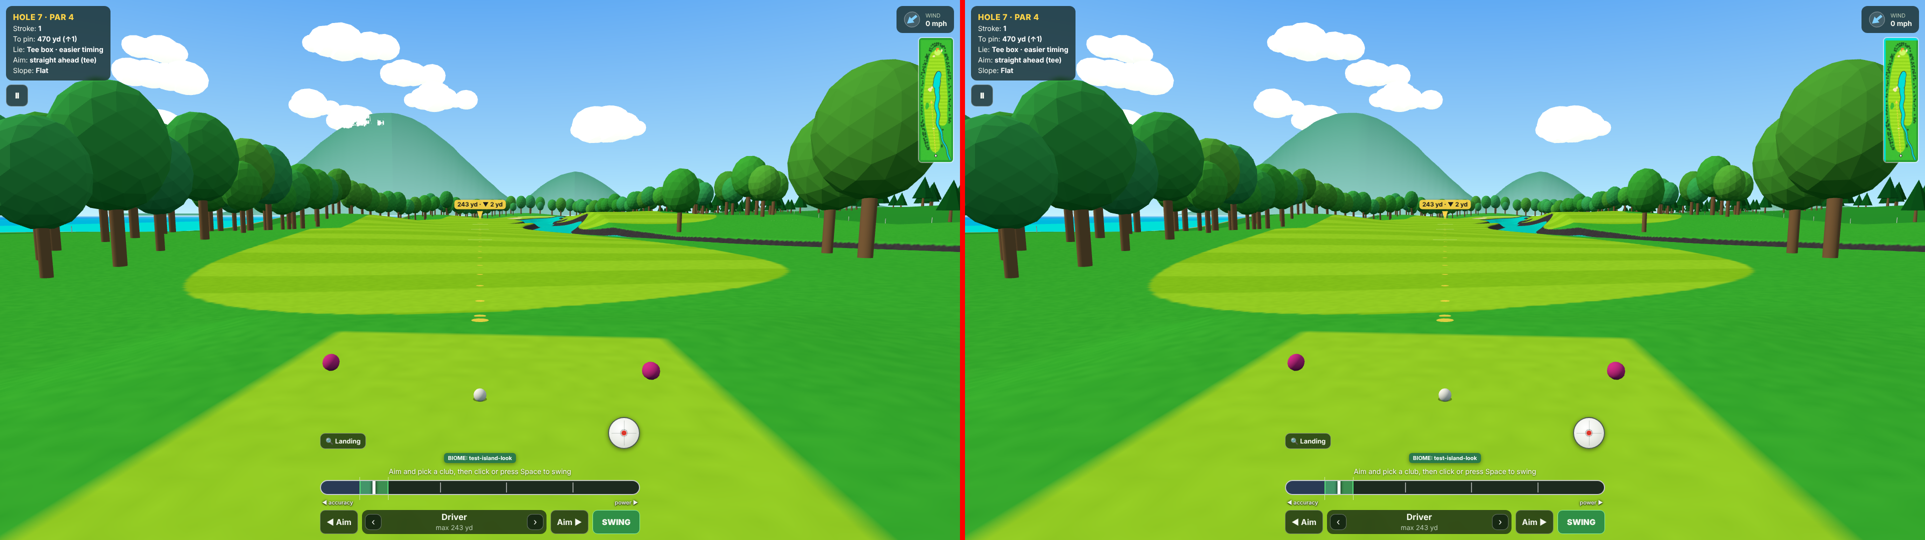 HOLE 7 · PAR 4
Stroke: 1
To pin: 470 yd (↑1)
Lie: Tee box · easier timing
Aim: straight ahead (tee)
Slope: Flat
WIND
0 mph
243 yd · ▼ 2 yd
🔍 Landing
BIOME: test-island-look
Aim and pick a club, then click or press Space to swing
◀ accuracy
power ▶
◀ Aim
‹
Driver
max 243 yd
›
Aim ▶
SWING
HOLE 7 · PAR 4
Stroke: 1
To pin: 470 yd (↑1)
Lie: Tee box · easier timing
Aim: straight ahead (tee)
Slope: Flat
WIND
0 mph
243 yd · ▼ 2 yd
🔍 Landing
BIOME: test-island-look
Aim and pick a club, then click or press Space to swing
◀ accuracy
power ▶
◀ Aim
‹
Driver
max 243 yd
›
Aim ▶
SWING